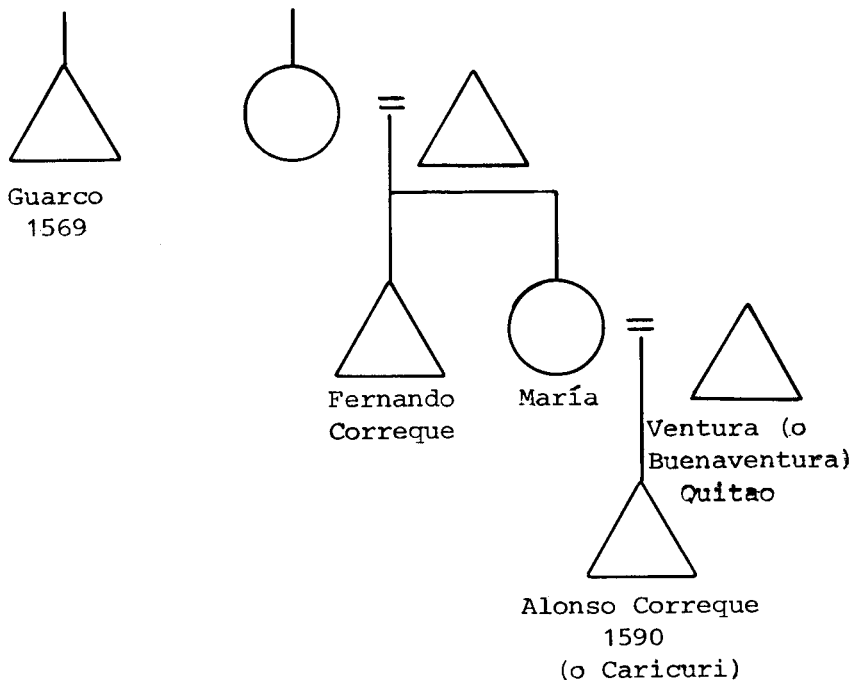 Guarco
1569
Fernando
Correque
María
Ventura (o
Buenaventura)
Quitao
Alonso Correque
1590
(o Caricuri)